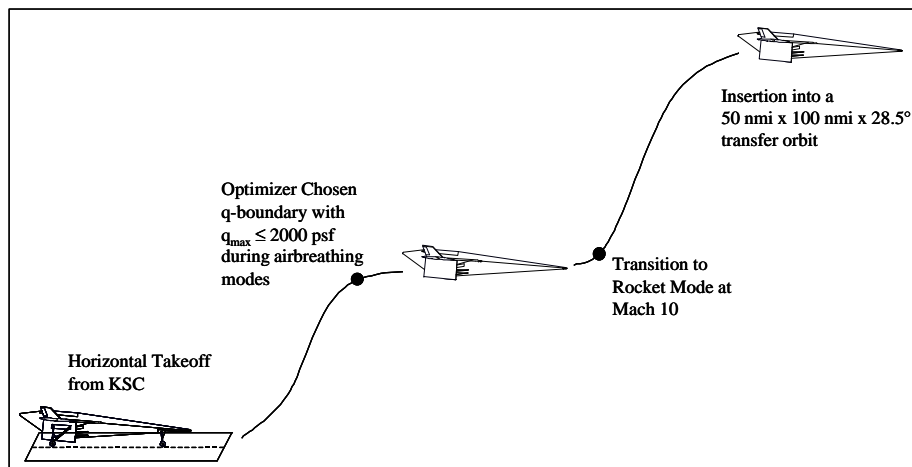 Insertion into a
50 nmi x 100 nmi x 28.5°
transfer orbit
Optimizer Chosen
q-boundary with
qmax ≤ 2000 psf
during airbreathing
modes
Transition to
Rocket Mode at
Mach 10
Horizontal Takeoff
from KSC